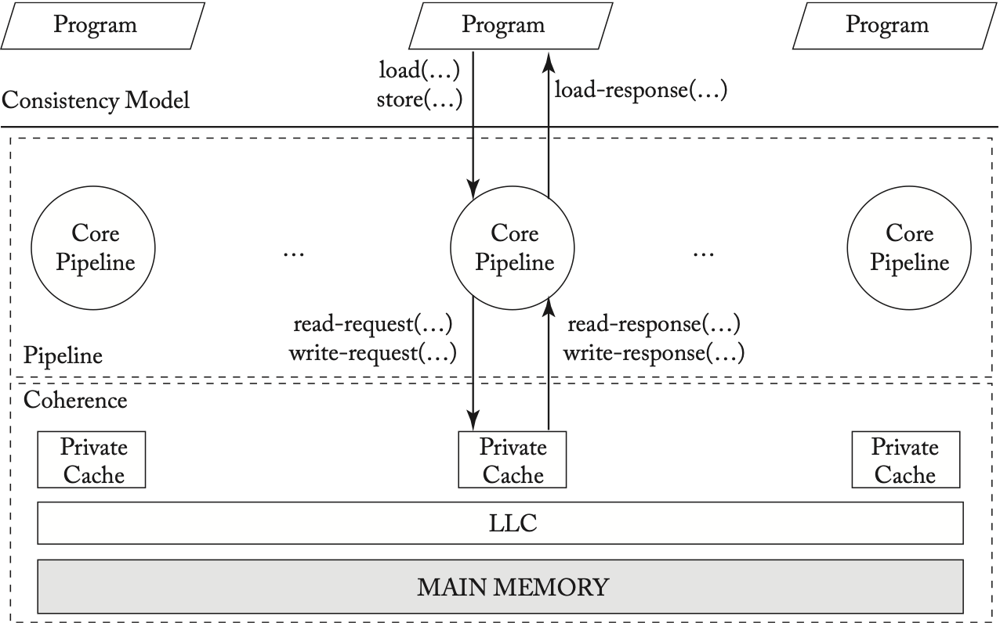 Program
Program
Program
load(…)
store(…)
load-response(…)
Consistency Model
Core
Pipeline
…
Core
Pipeline
…
Core
Pipeline
read-request(…)
write-request(…)
read-response(…)
write-response(…)
Pipeline
Coherence
Private
Cache
Private
Cache
Private
Cache
LLC
MAIN MEMORY